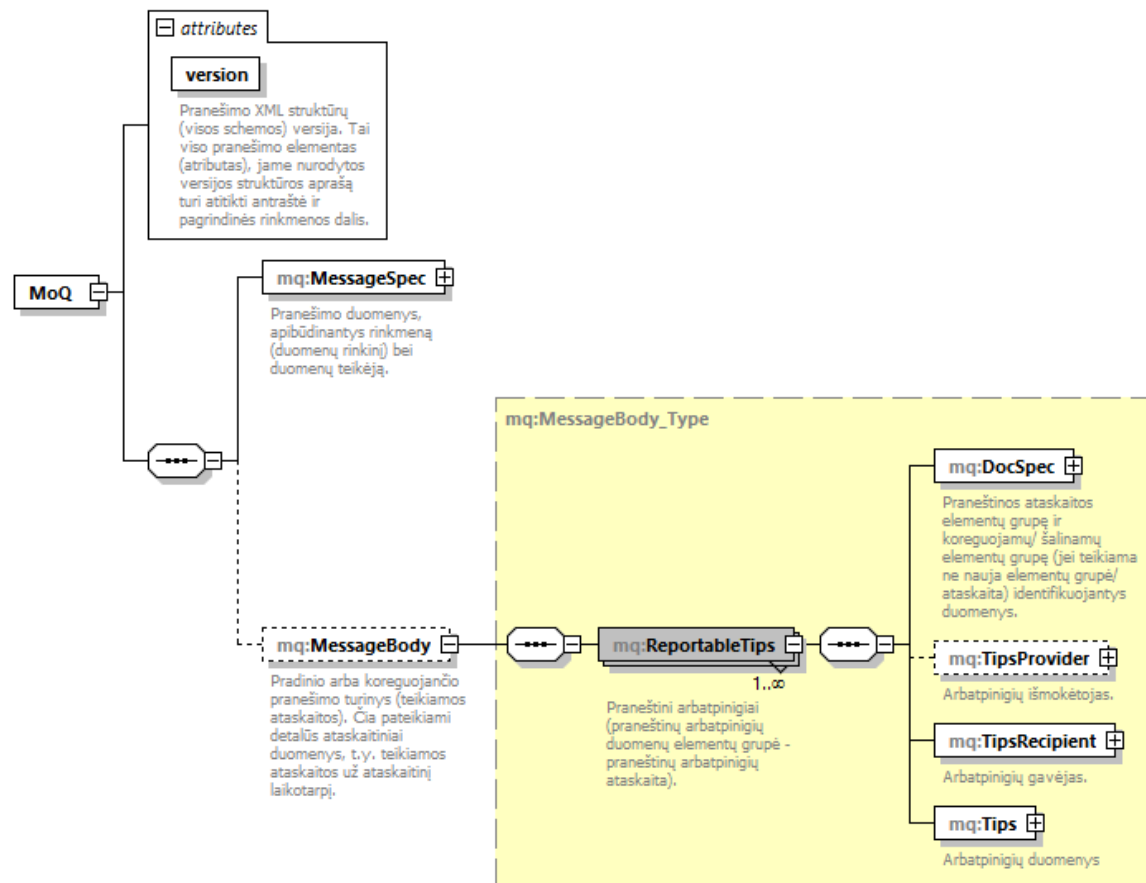 attributes
version
Pranešimo XML struktūrų
(visos schemos) versija. Tai
viso pranešimo elementas
(atributas), jame nurodytos
versijos struktūros aprašą
turi atitikti antraštė ir
pagrindinės rinkmenos dalis.
MoQ
mq:MessageSpec
Pranešimo duomenys,
apibūdinantys rinkmeną
(duomenų rinkinį) bei
duomenų teikėją.
mq:MessageBody_Type
mq:DocSpec
Praneštinos ataskaitos
elementų grupę ir
koreguojamų/ šalinamų
elementų grupę (jei teikiama
ne nauja elementų grupė/
ataskaita) identifikuojantys
duomenys.
mq:MessageBody
Pradinio arba koreguojančio
pranešimo turinys (teikiamos
ataskaitos). Čia pateikiami
detalūs ataskaitiniai
duomenys, t.y. teikiamos
ataskaitos už ataskaitinį
laikotarpį.
mq:ReportableTips
1..∞
Praneštini arbatpinigiai
(praneštinų arbatpinigių
duomenų elementų grupė -
praneštinų arbatpinigių
ataskaita).
mq:TipsProvider
Arbatpinigių išmokėtojas.
mq:TipsRecipient
Arbatpinigių gavėjas.
mq:Tips
Arbatpinigių duomenys